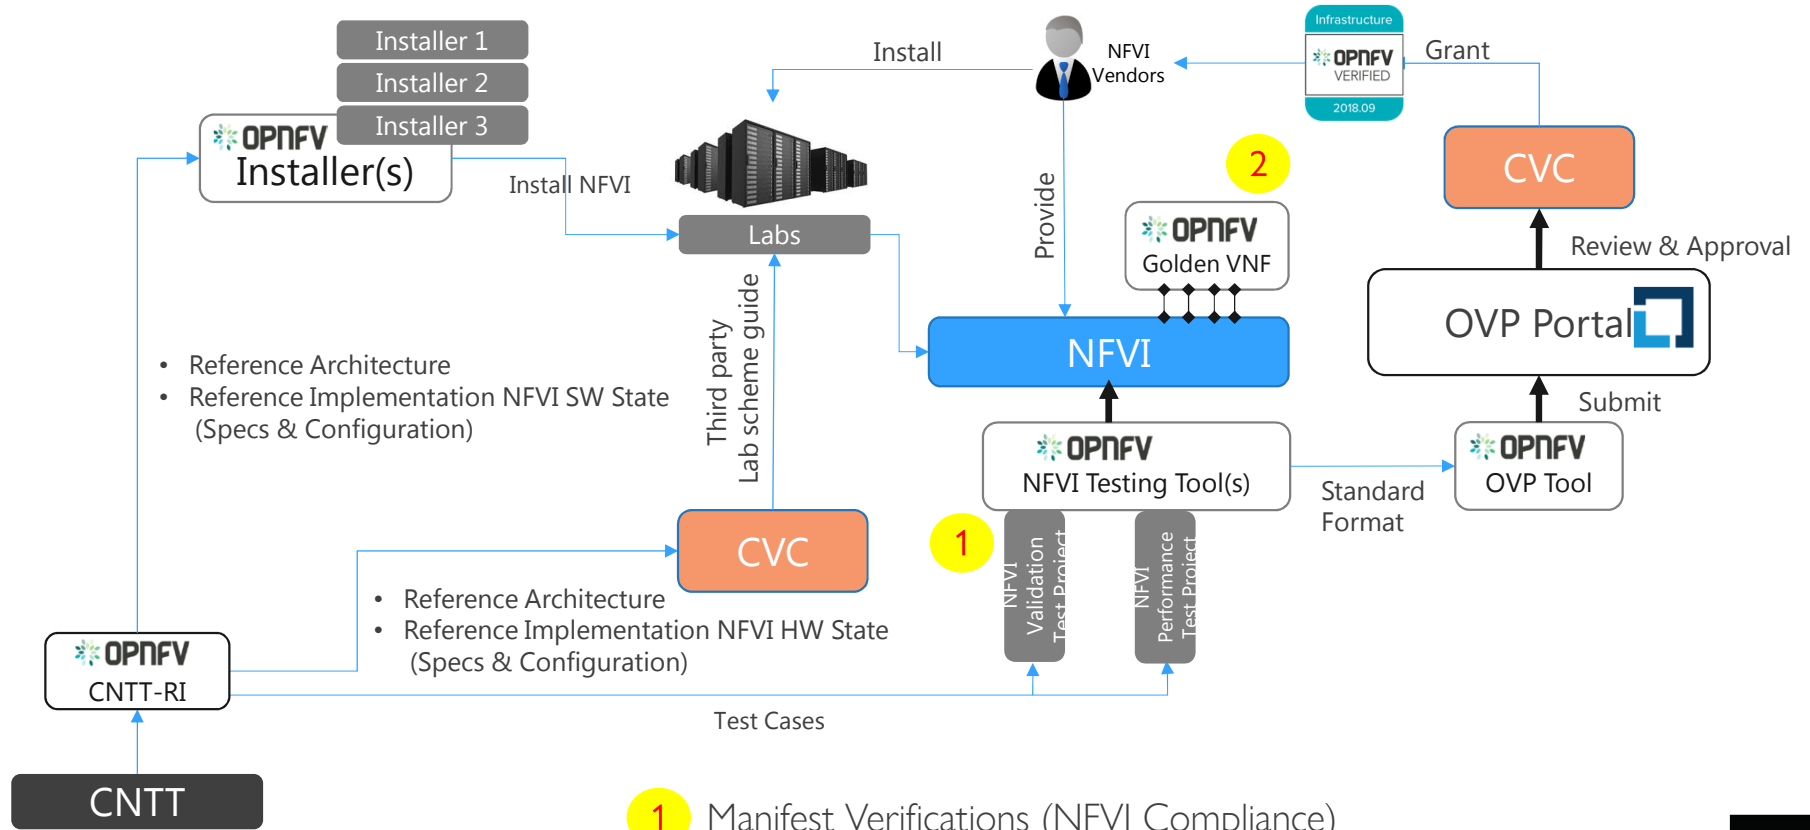 Installer 1
Installer 2
Installer 3
OPNFV
Installer(s)
Install NFVI
Install
NFVI
Vendors
Infrastructure
OPNFV
VERIFIED
2018.09
Grant
CVC
Review & Approval
2
OPNFV
Golden VNF
Provide
Labs
OVP Portal
NFVI
Submit
• Reference Architecture
• Reference Implementation NFVI SW State
(Specs & Configuration)
Third party
Lab scheme guide
OPNFV
NFVI Testing Tool(s)
Standard
Format
OPNFV
OVP Tool
1
NFVI
Validation
Test Project
NFVI
Performance
Test Project
CVC
• Reference Architecture
• Reference Implementation NFVI HW State
(Specs & Configuration)
OPNFV
CNTT-RI
Test Cases
CNTT
1 Manifest Verifications (NFVI Compliance)